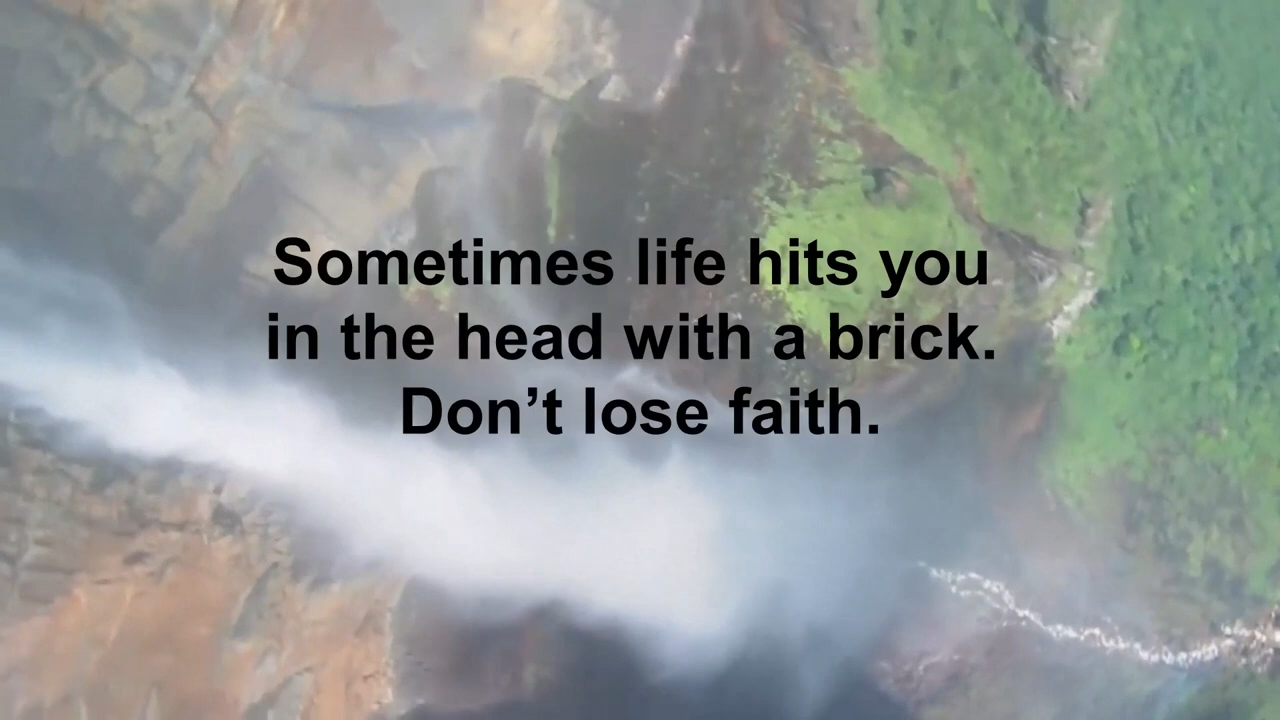 Sometimes life hits you
in the head with a brick.
Don’t lose faith.